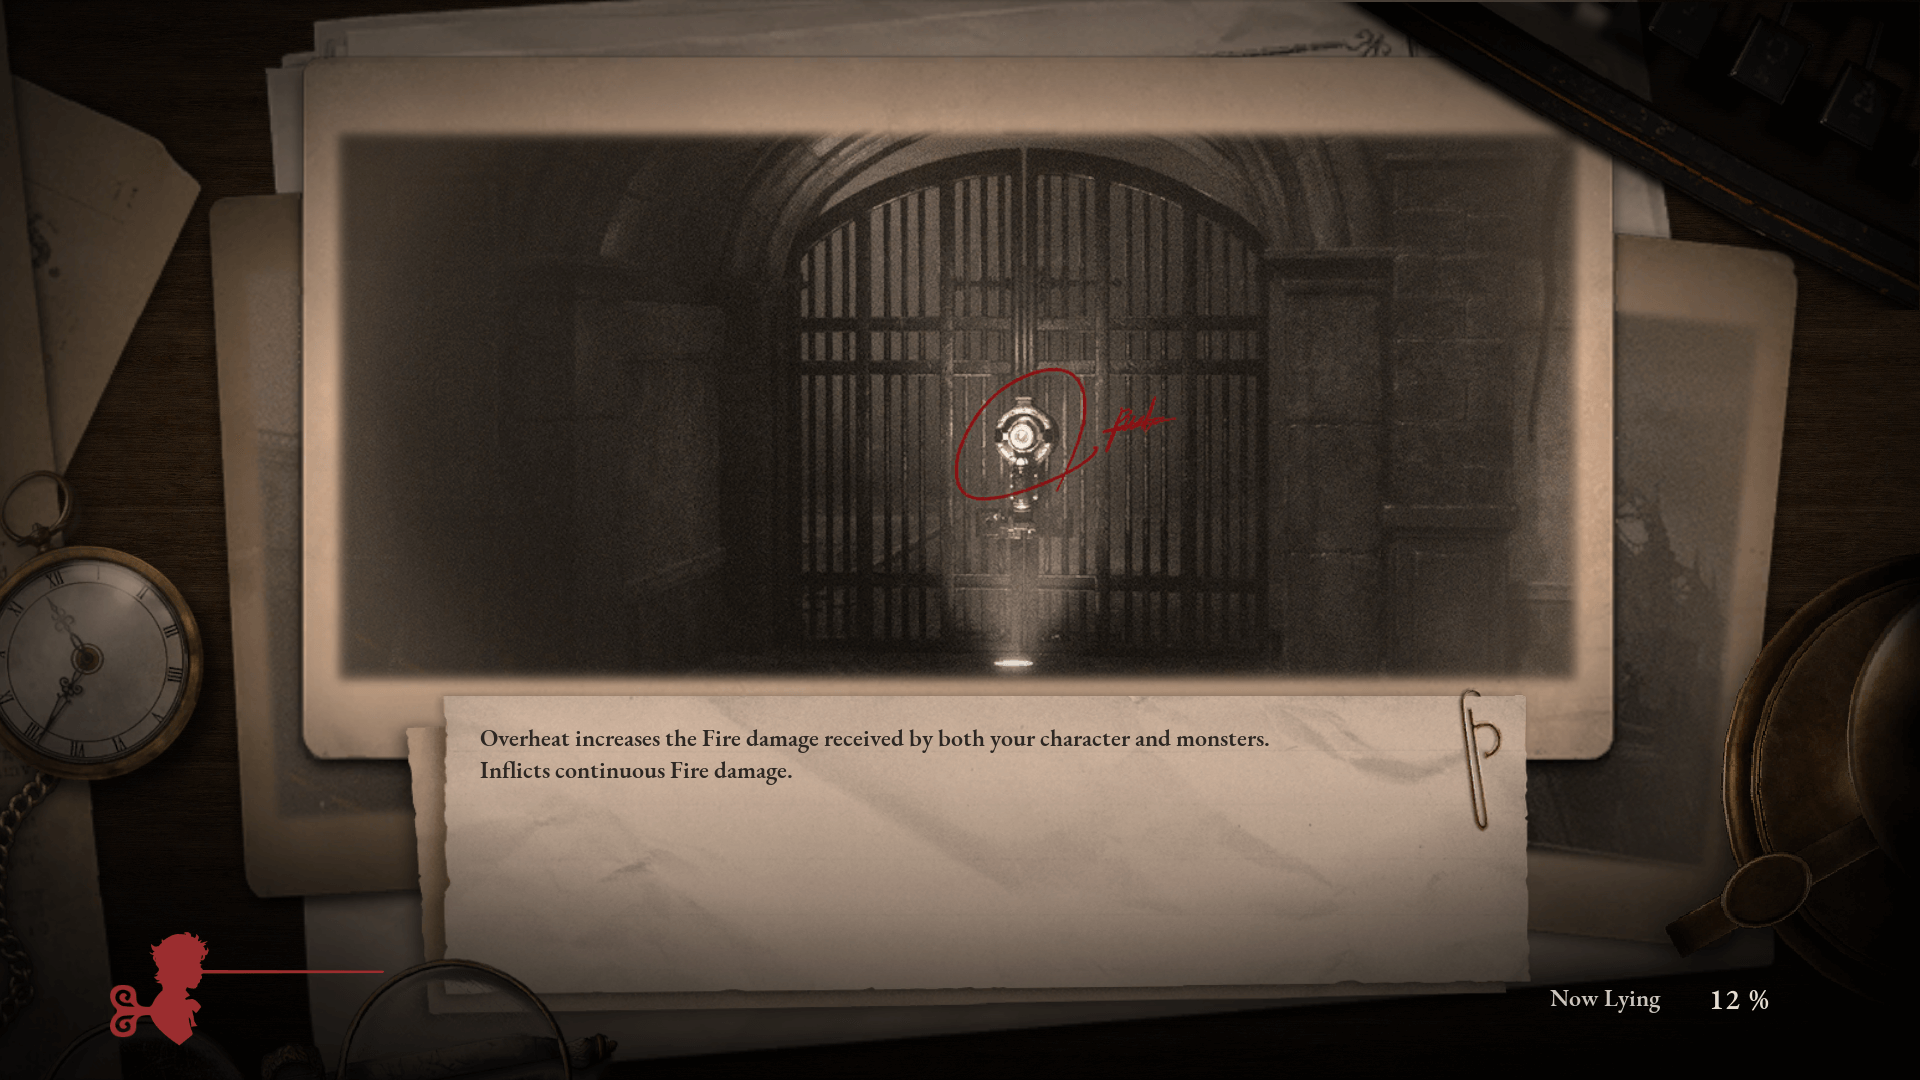 Overheat increases the Fire damage received by both your character and monsters.
Inflicts continuous Fire damage.
Now Lying 12 %